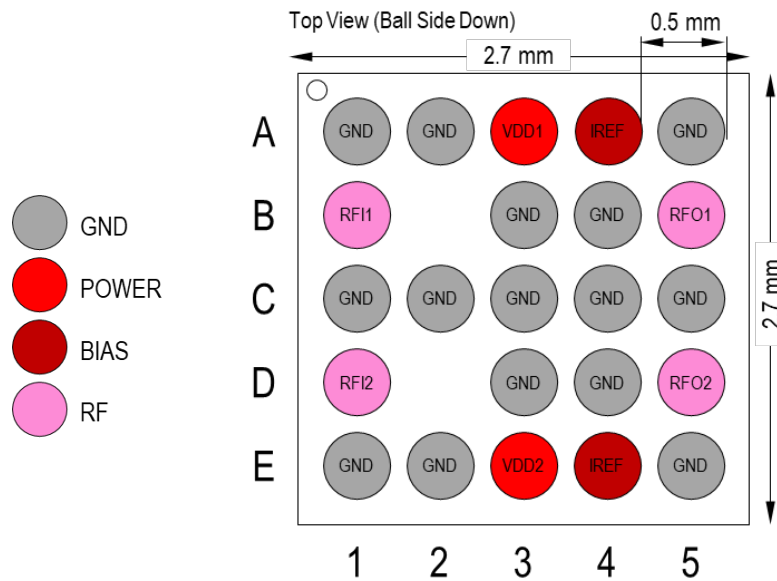 Top View (Ball Side Down)
0.5 mm
2.7 mm
A GND GND VDD1 IREF GND
B RFI1 GND GND RFO1
GND
POWER
BIAS
RF
C GND GND GND GND GND
2.7 mm
D RFI2 GND GND RFO2
E GND GND VDD2 IREF GND
1 2 3 4 5